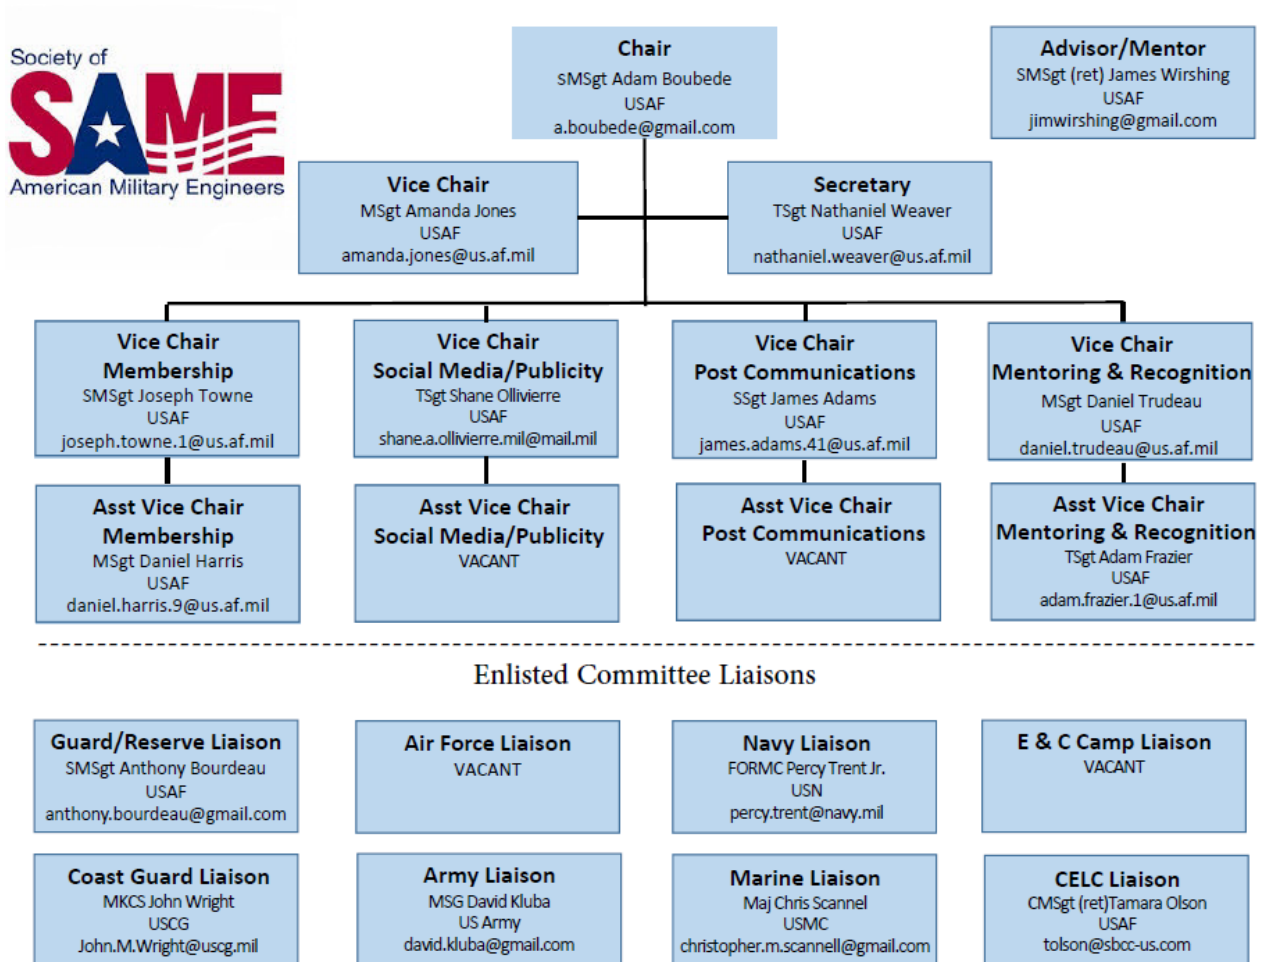 Society of
SAME
American Military Engineers
Chair
SMSgt Adam Boubede
USAF
a.boubede@gmail.com
Advisor/Mentor
SMSgt (ret) James Wirshing
USAF
jimwirshing@gmail.com
Vice Chair
MSgt Amanda Jones
USAF
amanda.jones@us.af.mil
Secretary
TSgt Nathaniel Weaver
USAF
nathaniel.weaver@us.af.mil
Vice Chair
Membership
SMSgt Joseph Towne
USAF
joseph.towne.1@us.af.mil
Vice Chair
Social Media/Publicity
TSgt Shane Ollivierre
USAF
shane.a.ollivierre.mil@mail.mil
Vice Chair
Post Communications
SSgt James Adams
USAF
james.adams.41@us.af.mil
Vice Chair
Mentoring & Recognition
MSgt Daniel Trudeau
USAF
daniel.trudeau@us.af.mil
Asst Vice Chair
Membership
MSgt Daniel Harris
USAF
daniel.harris.9@us.af.mil
Asst Vice Chair
Social Media/Publicity
VACANT
Asst Vice Chair
Post Communications
VACANT
Asst Vice Chair
Mentoring & Recognition
TSgt Adam Frazier
USAF
adam.frazier.1@us.af.mil
Enlisted Committee Liaisons
Guard/Reserve Liaison
SMSgt Anthony Bourdeau
USAF
anthony.bourdeau@gmail.com
Air Force Liaison
VACANT
Navy Liaison
FORMC Percy Trent Jr.
USN
percy.trent@navy.mil
E & C Camp Liaison
VACANT
Coast Guard Liaison
MKCS John Wright
USCG
John.M.Wright@uscg.mil
Army Liaison
MSG David Kluba
US Army
david.kluba@gmail.com
Marine Liaison
Maj Chris Scannel
USMC
christopher.m.scannell@gmail.com
CELC Liaison
CMSgt (ret)Tamara Olson
USAF
tolson@sbcc-us.com